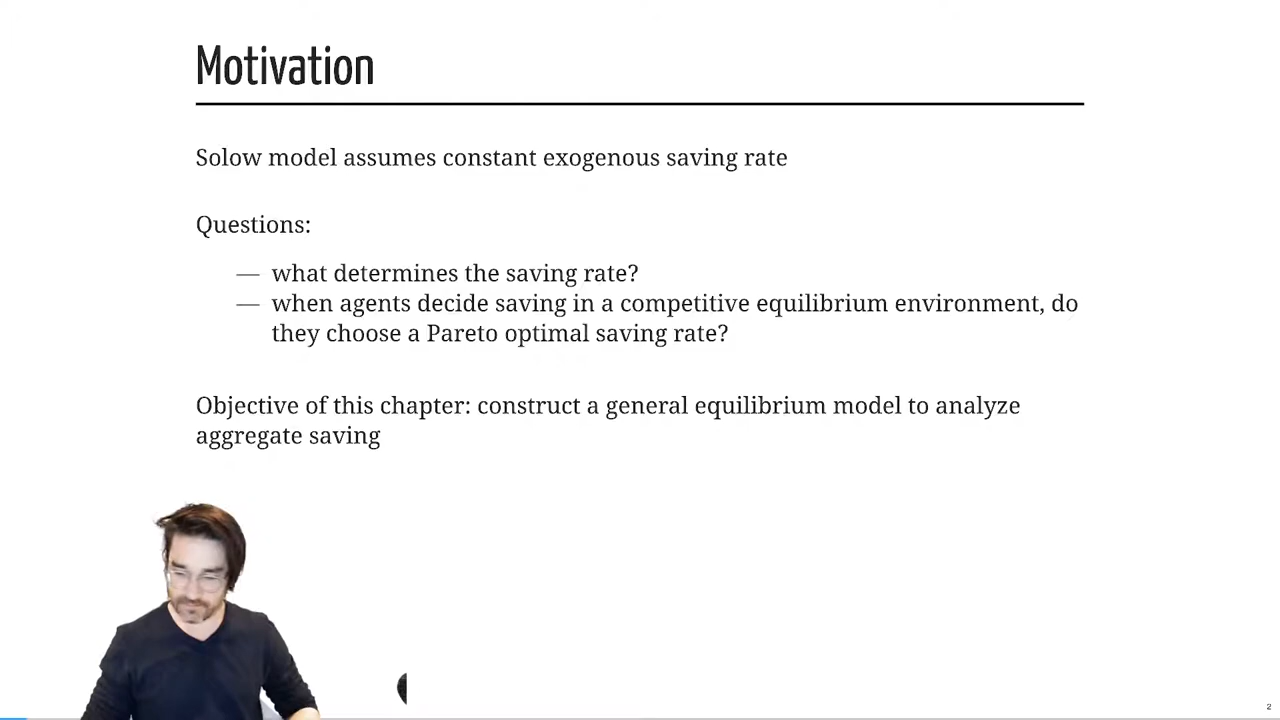 Motivation
Solow model assumes constant exogenous saving rate
Questions:
— what determines the saving rate?
— when agents decide saving in a competitive equilibrium environment, do
they choose a Pareto optimal saving rate?
Objective of this chapter: construct a general equilibrium model to analyze
aggregate saving
2